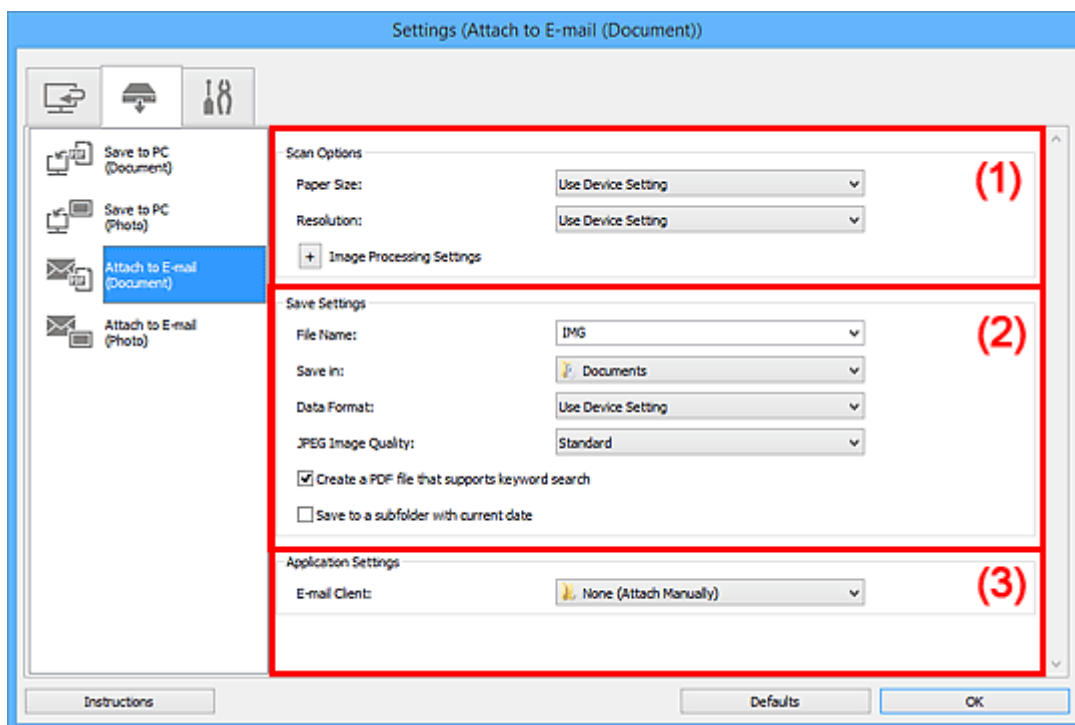 Settings (Attach to E-mail (Document))
Save to PC
(Document)
Save to PC
(Photo)
Attach to E-mail
(Document)
Attach to E-mail
(Photo)
Scan Options
(1)
Paper Size: Use Device Setting
Resolution: Use Device Setting
+ Image Processing Settings
Save Settings
(2)
File Name: IMG
Save in: Documents
Data Format: Use Device Setting
JPEG Image Quality: Standard
Create a PDF file that supports keyword search
Save to a subfolder with current date
Application Settings
(3)
E-mail Client: None (Attach Manually)
Instructions Defaults OK